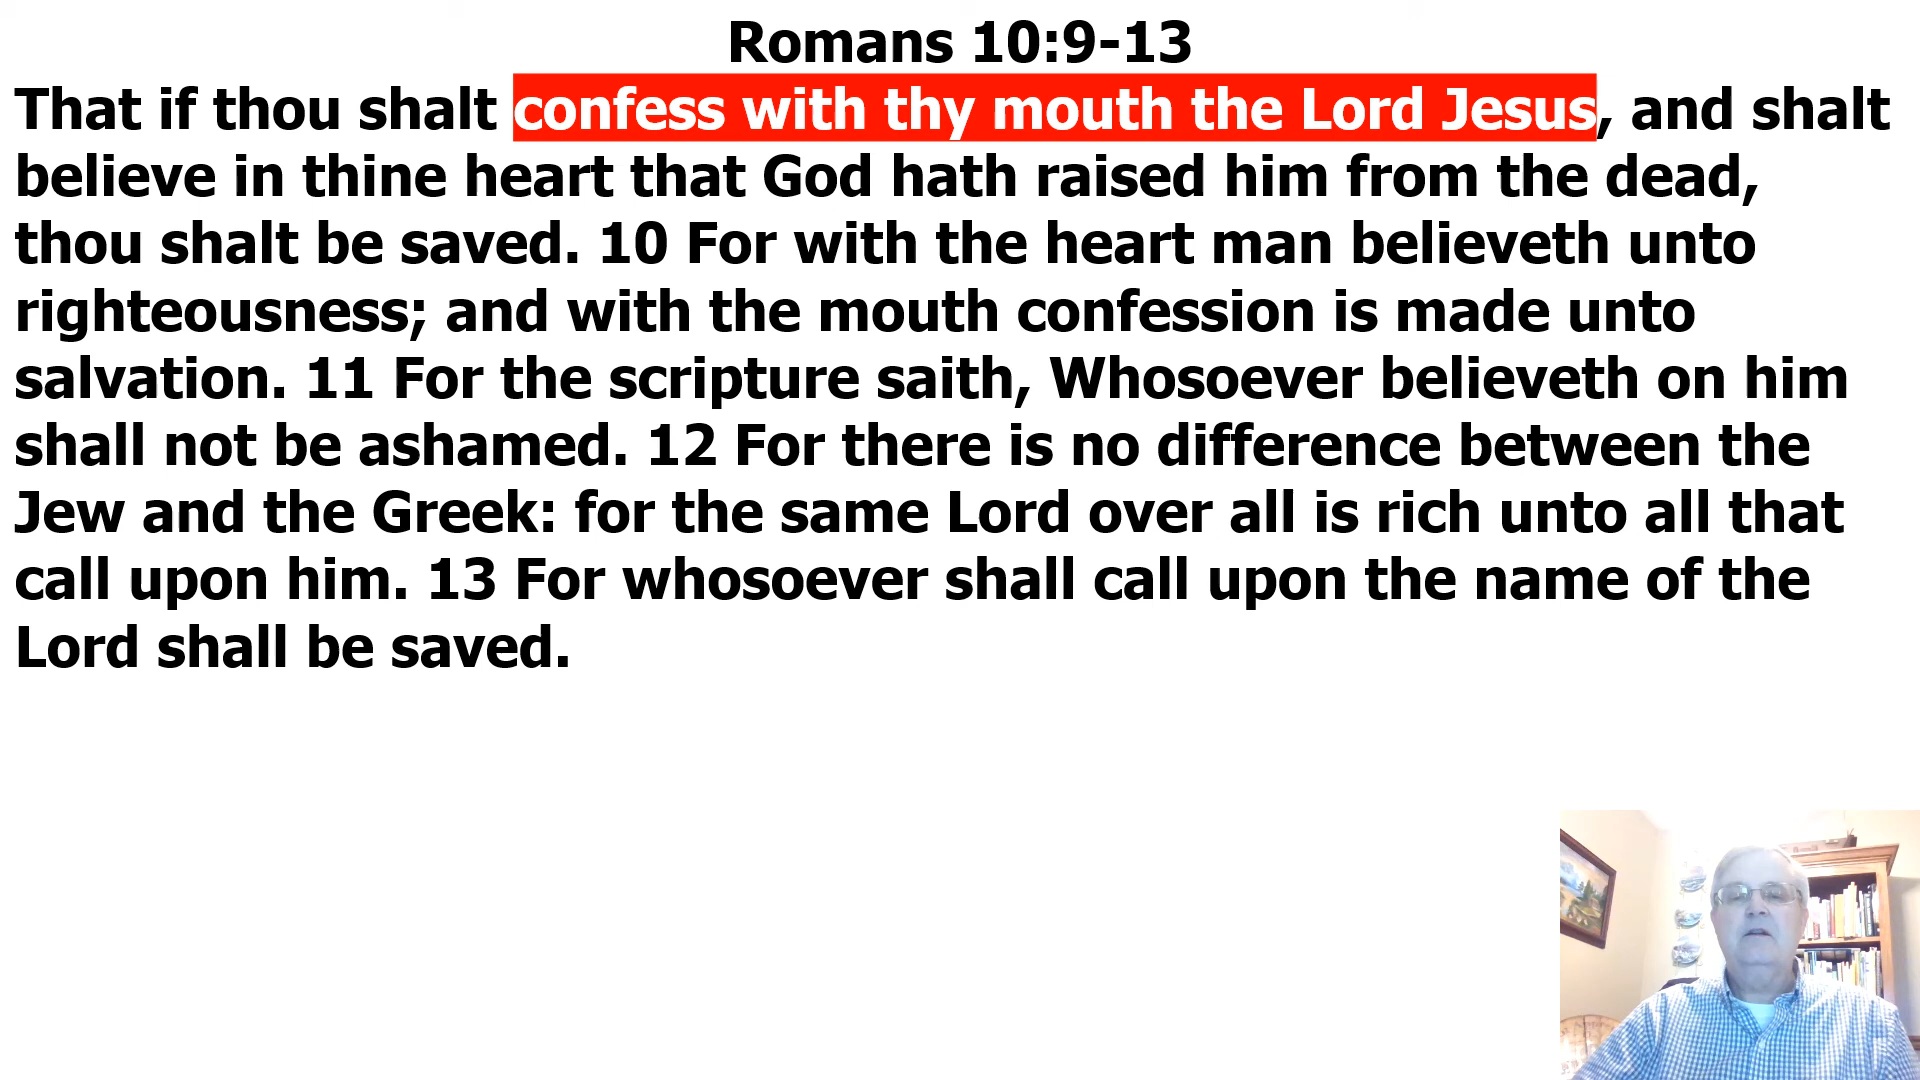 Romans 10:9-13
That if thou shalt confess with thy mouth the Lord Jesus, and shalt
believe in thine heart that God hath raised him from the dead,
thou shalt be saved. 10 For with the heart man believeth unto
righteousness; and with the mouth confession is made unto
salvation. 11 For the scripture saith, Whosoever believeth on him
shall not be ashamed. 12 For there is no difference between the
Jew and the Greek: for the same Lord over all is rich unto all that
call upon him. 13 For whosoever shall call upon the name of the
Lord shall be saved.